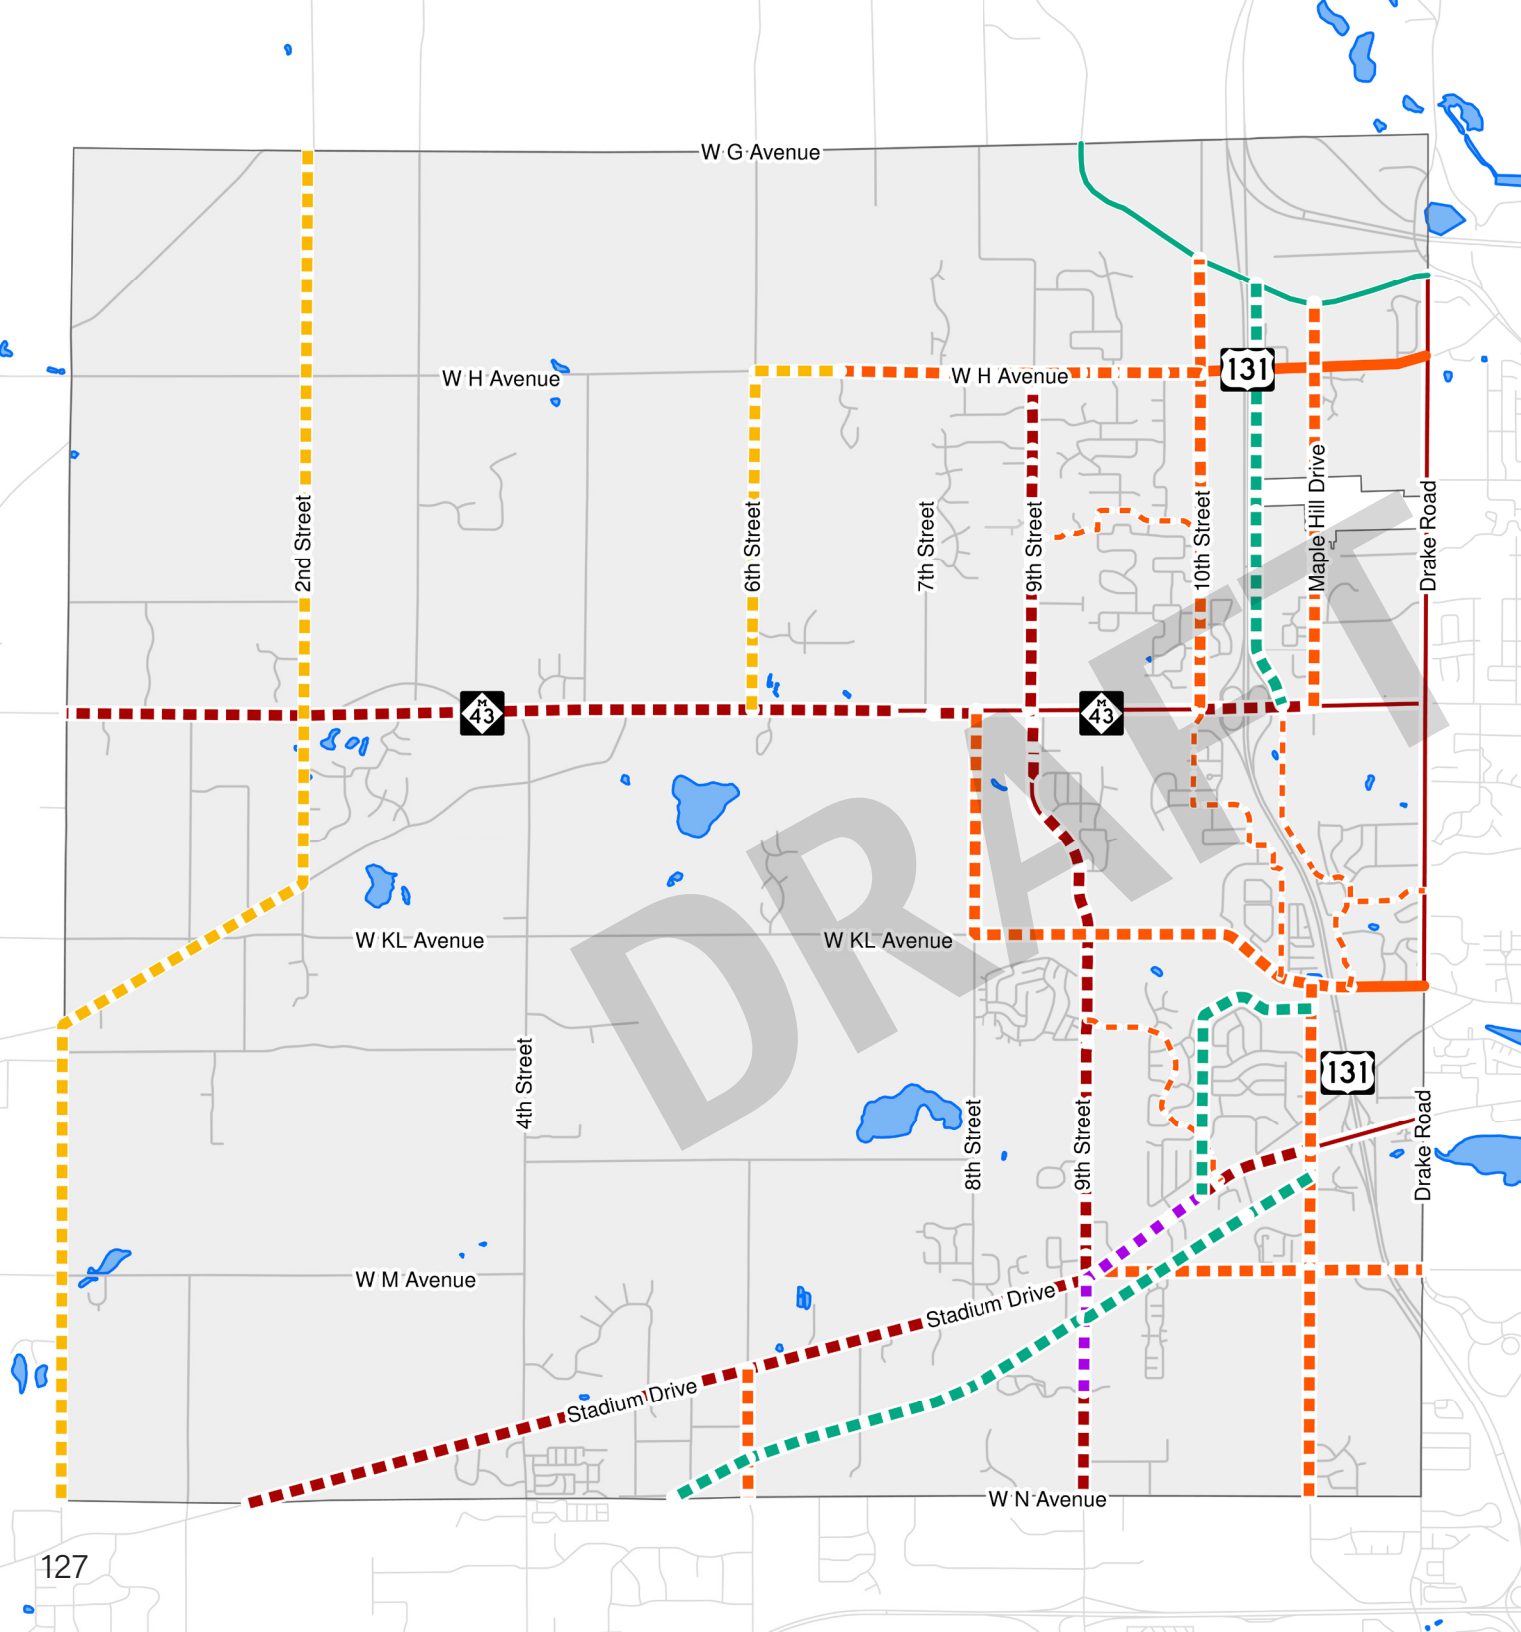 W G Avenue
W H Avenue
W H Avenue
131
2nd Street
6th Street
7th Street
9th Street
10th Street
Maple Hill Drive
Drake Road
M
43
M
43
DRAFT
W KL Avenue
W KL Avenue
4th Street
8th Street
9th Street
131
Drake Road
W M Avenue
Stadium Drive
Stadium Drive
W N Avenue
127